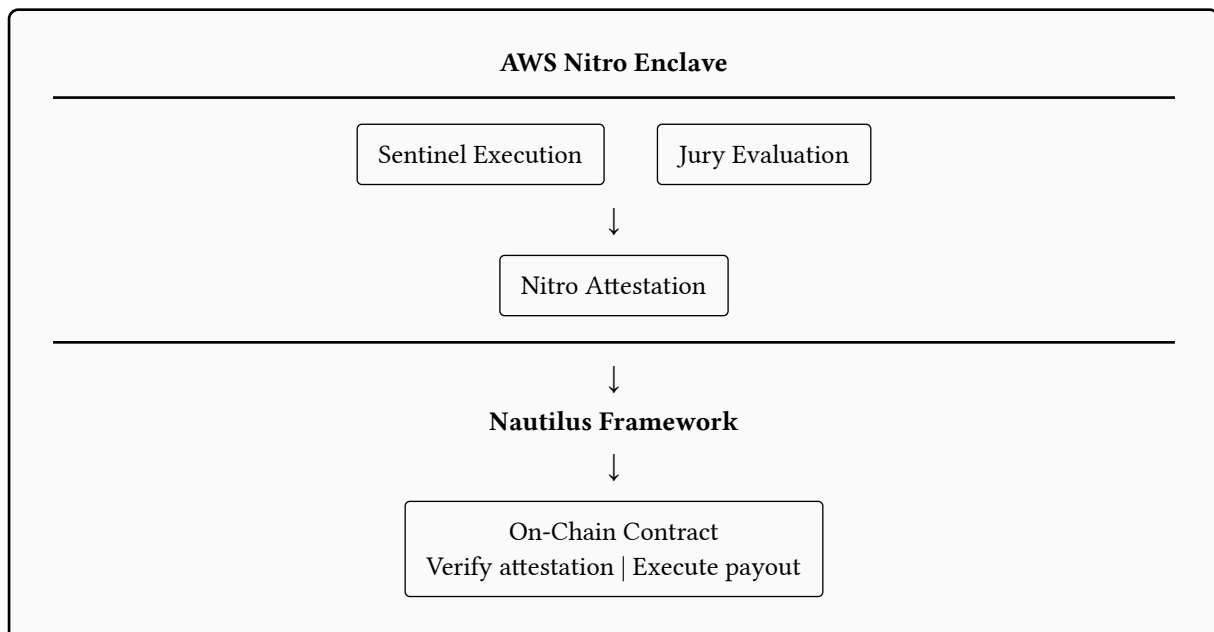 AWS Nitro Enclave
Sentinel Execution
Jury Evaluation
↓
Nitro Attestation
↓
Nautilus Framework
↓
On-Chain Contract
Verify attestation | Execute payout